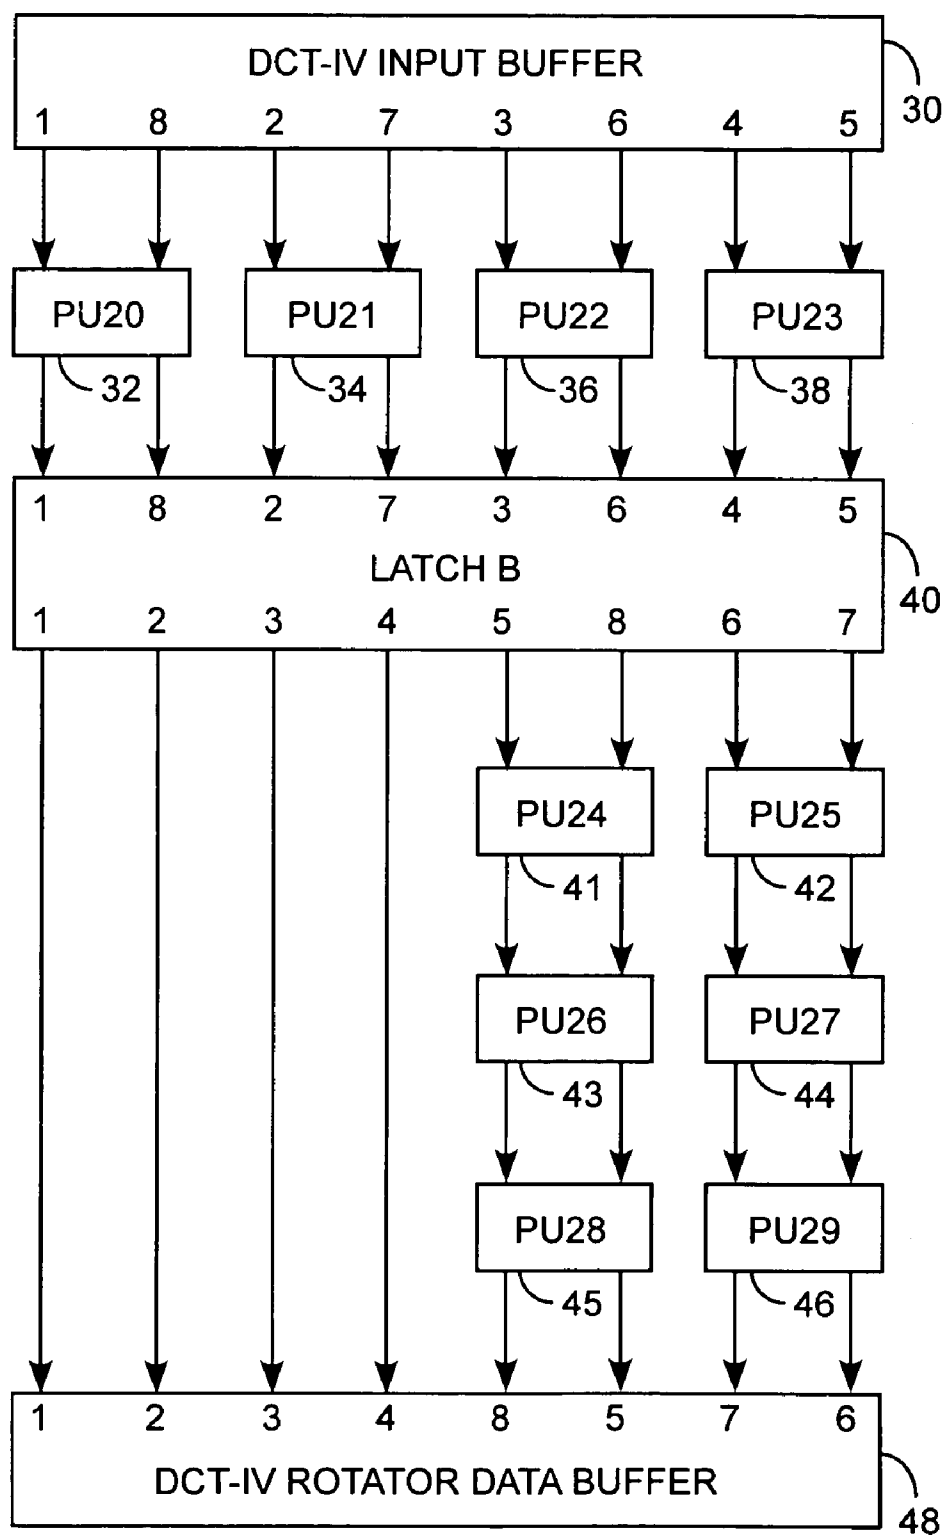 DCT-IV INPUT BUFFER
30
1 8 2 7 3 6 4 5
PU20 PU21 PU22 PU23
32 34 36 38
1 8 2 7 3 6 4 5
LATCH B
40
1 2 3 4 5 8 6 7
PU24 PU25
41 42
PU26 PU27
43 44
PU28 PU29
45 46
1 2 3 4 8 5 7 6
DCT-IV ROTATOR DATA BUFFER
48